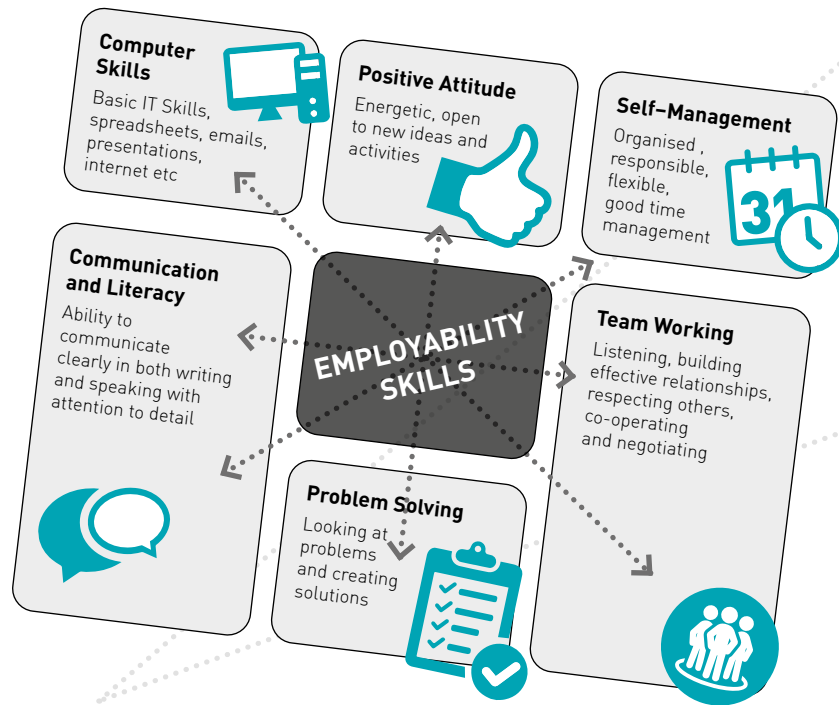 Computer
Skills
Basic IT Skills,
spreadsheets, emails,
presentations,
internet etc
Positive Attitude
Energetic, open
to new ideas and
activities
Self–Management
Organised ,
responsible,
flexible,
good time
management
31
Communication
and Literacy
Ability to
communicate
clearly in both writing
and speaking with
attention to detail
EMPLOYABILITY
SKILLS
Team Working
Listening, building
effective relationships,
respecting others,
co-operating
and negotiating
Problem Solving
Looking at
problems
and creating
solutions